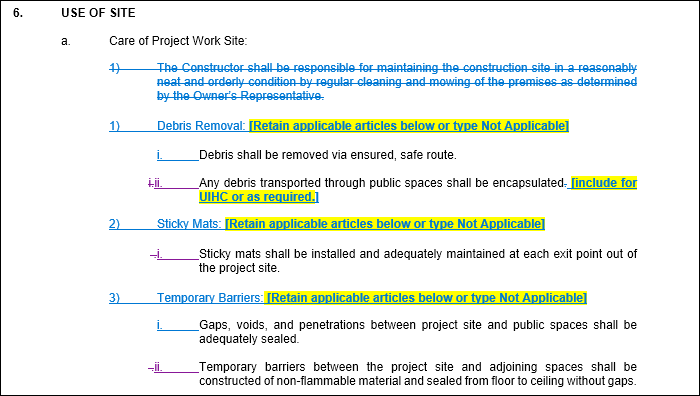 6. USE OF SITE
a. Care of Project Work Site:
1) The Constructor shall be responsible for maintaining the construction site in a reasonably
neat and orderly condition by regular cleaning and mowing of the premises as determined
by the Owner's Representative.
1) Debris Removal: [Retain applicable articles below or type Not Applicable]
i. Debris shall be removed via ensured, safe route.
i.ii. Any debris transported through public spaces shall be encapsulated. [include for
UIHC or as required.]
2) Sticky Mats: [Retain applicable articles below or type Not Applicable]
i. Sticky mats shall be installed and adequately maintained at each exit point out of
the project site.
3) Temporary Barriers: [Retain applicable articles below or type Not Applicable]
i. Gaps, voids, and penetrations between project site and public spaces shall be
adequately sealed.
ii. Temporary barriers between the project site and adjoining spaces shall be
constructed of non-flammable material and sealed from floor to ceiling without gaps.